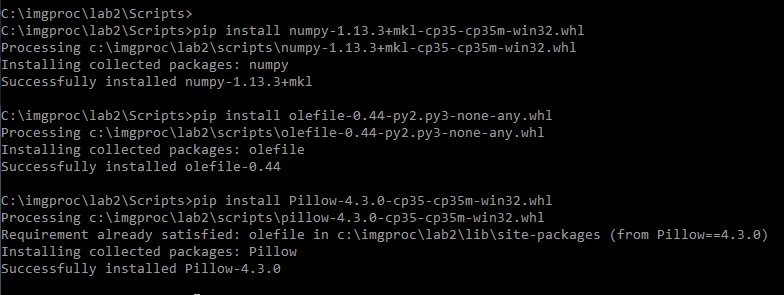 C:\imgproc\lab2\Scripts>
C:\imgproc\lab2\Scripts>pip install numpy-1.13.3+mkl-cp35-cp35m-win32.whl
Processing c:\imgproc\lab2\scripts\numpy-1.13.3+mkl-cp35-cp35m-win32.whl
Installing collected packages: numpy
Successfully installed numpy-1.13.3+mkl
C:\imgproc\lab2\Scripts>pip install olefile-0.44-py2.py3-none-any.whl
Processing c:\imgproc\lab2\scripts\olefile-0.44-py2.py3-none-any.whl
Installing collected packages: olefile
Successfully installed olefile-0.44
C:\imgproc\lab2\Scripts>pip install Pillow-4.3.0-cp35-cp35m-win32.whl
Processing c:\imgproc\lab2\scripts\pillow-4.3.0-cp35-cp35m-win32.whl
Requirement already satisfied: olefile in c:\imgproc\lab2\lib\site-packages (from Pillow==4.3.0)
Installing collected packages: Pillow
Successfully installed Pillow-4.3.0